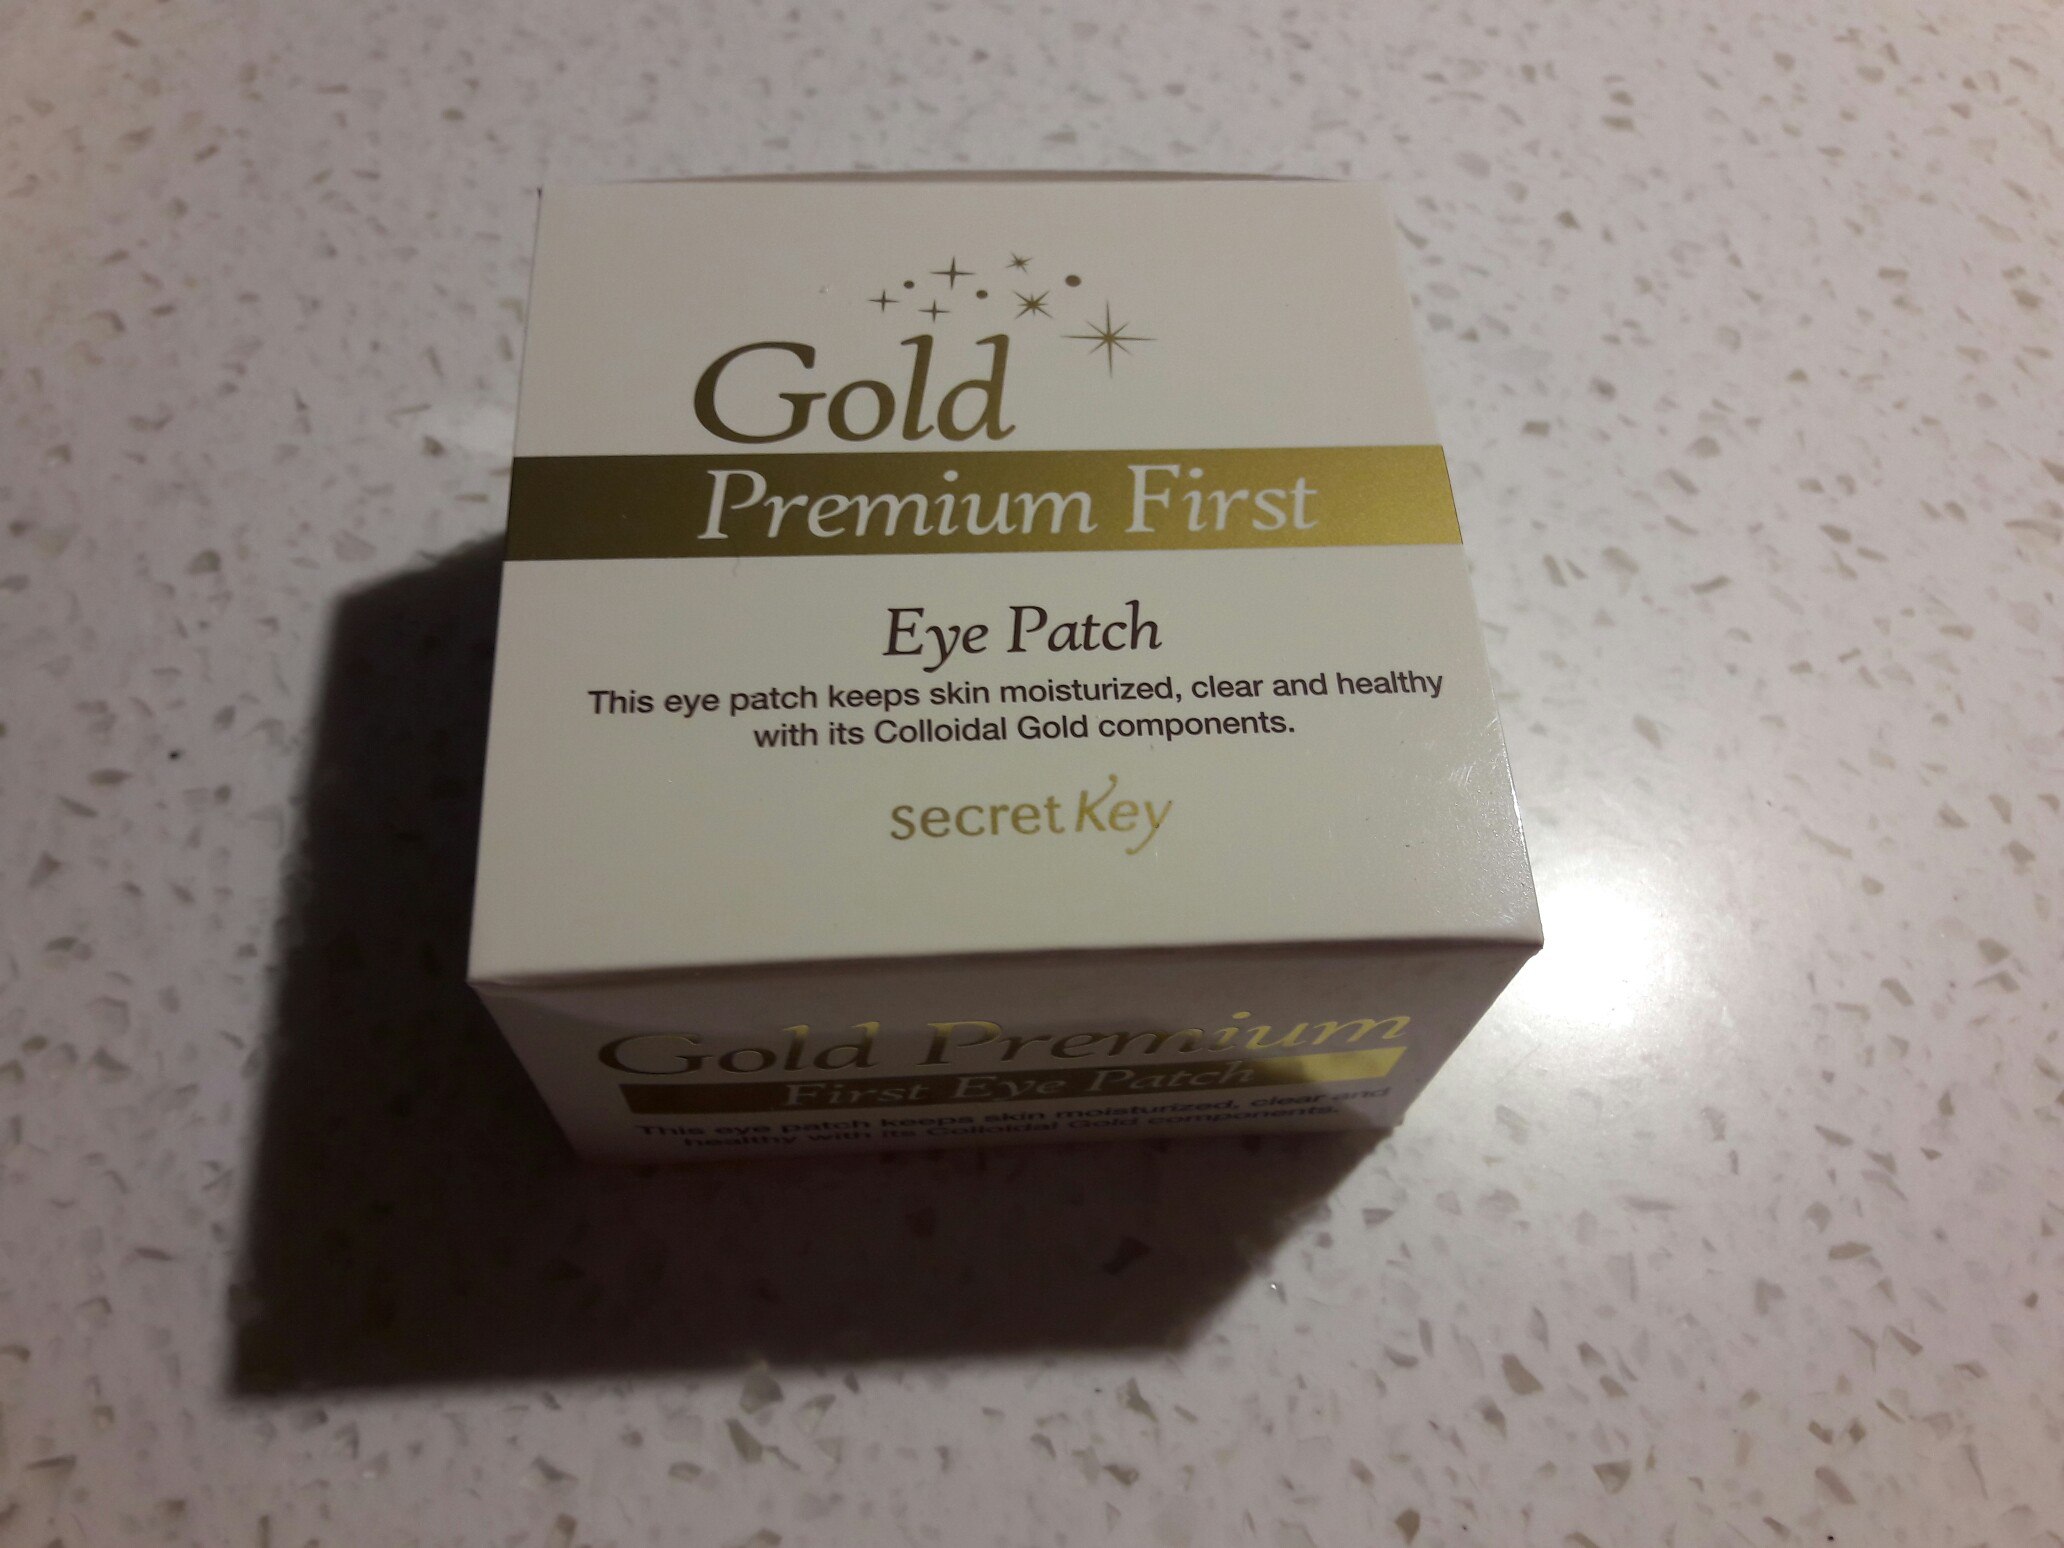 Gold
Premium First
Eye Patch
This eye patch keeps skin moisturized, clear and healthy
with its Colloidal Gold components.
secret Key
Gold Premium
First Eye Patch
This eye patch keeps skin moisturized, clear and
healthy with its Colloidal Gold components.